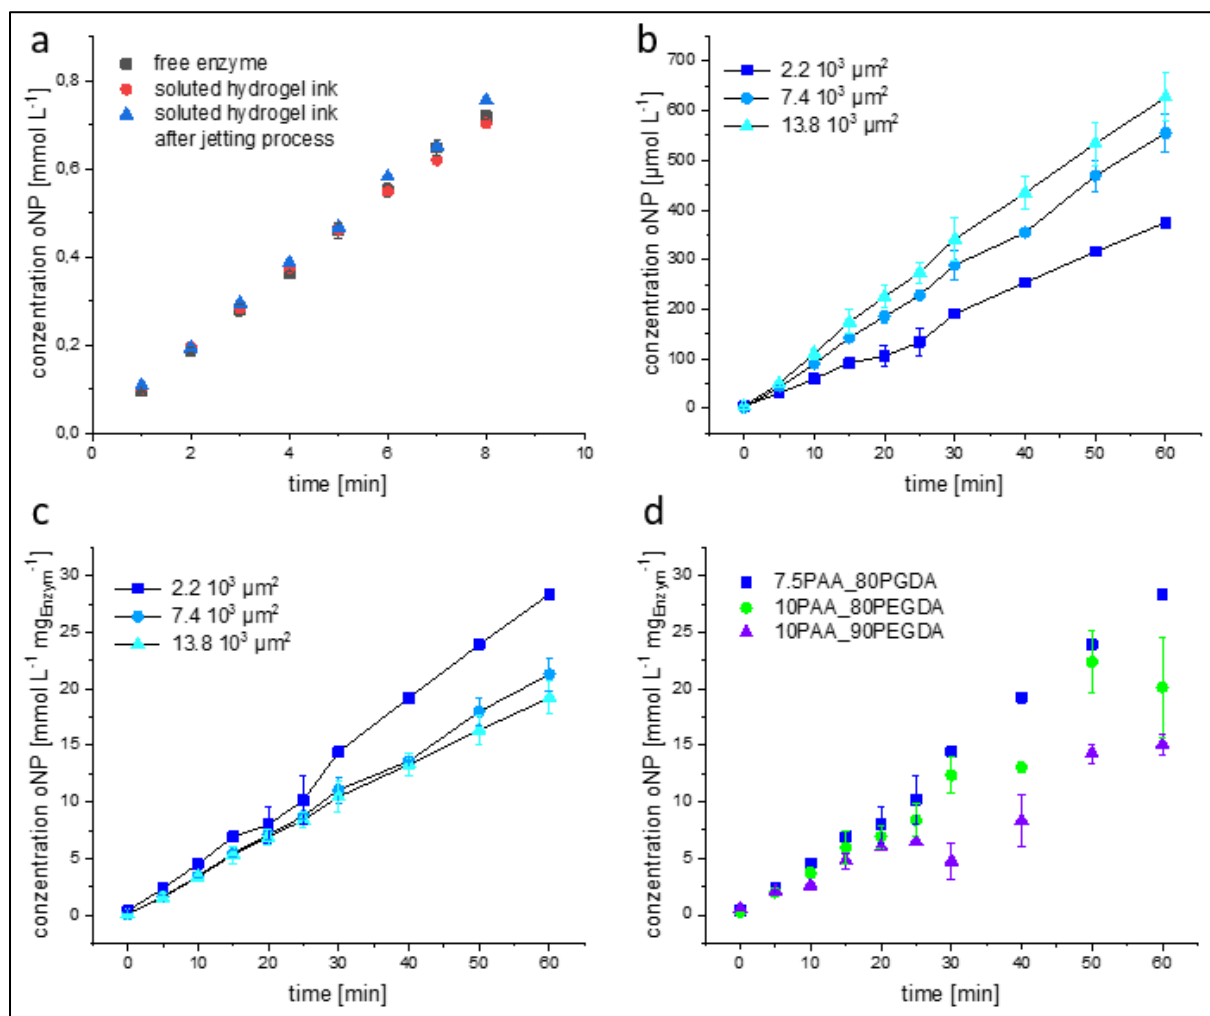 a
free enzyme
soluted hydrogel ink
soluted hydrogel ink
after jetting process
conzentration oNP [mmol L⁻¹]
0,8
0,6
0,4
0,2
0,0
0 2 4 6 8 10
time [min]
b
2.2 10³ µm²
7.4 10³ µm²
13.8 10³ µm²
conzentration oNP [µmol L⁻¹]
700
600
500
400
300
200
100
0
0 10 20 30 40 50 60
time [min]
c
2.2 10³ µm²
7.4 10³ µm²
13.8 10³ µm²
conzentration oNP [mmol L⁻¹ mg_Enzym⁻¹]
30
25
20
15
10
5
0
0 10 20 30 40 50 60
time [min]
d
7.5PAA_80PGDA
10PAA_80PEGDA
10PAA_90PEGDA
conzentration oNP [mmol L⁻¹ mg_Enzym⁻¹]
30
25
20
15
10
5
0
0 10 20 30 40 50 60
time [min]